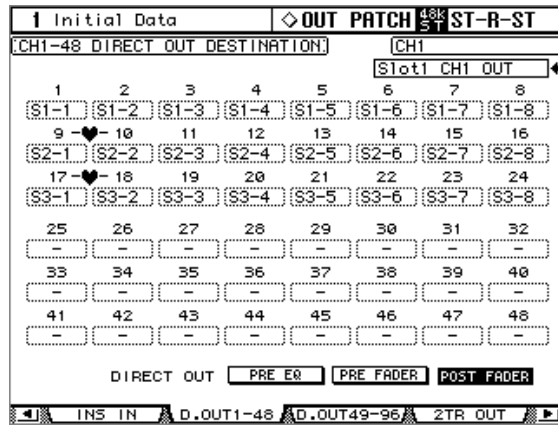 1 Initial Data ◇OUT PATCH 48K ST ST-R-ST
CH1-48 DIRECT OUT DESTINATION CH1
Slot1 CH1 OUT
1 2 3 4 5 6 7 8
S1-1 S1-2 S1-3 S1-4 S1-5 S1-6 S1-7 S1-8
9 -♥- 10 11 12 13 14 15 16
S2-1 S2-2 S2-3 S2-4 S2-5 S2-6 S2-7 S2-8
17 -♥- 18 19 20 21 22 23 24
S3-1 S3-2 S3-3 S3-4 S3-5 S3-6 S3-7 S3-8
25 26 27 28 29 30 31 32
- - - - - - - -
33 34 35 36 37 38 39 40
- - - - - - - -
41 42 43 44 45 46 47 48
- - - - - - - -
DIRECT OUT PRE EQ PRE FADER POST FADER
INS IN D.OUT1-48 D.OUT49-96 2TR OUT